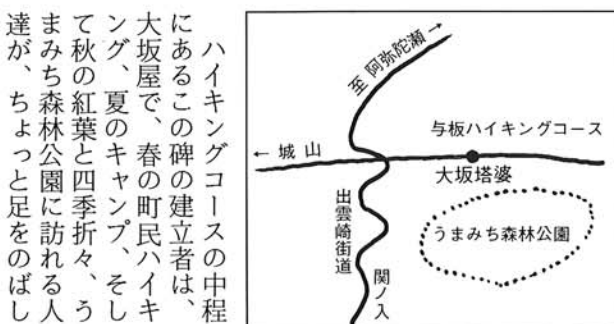 ハイキングコースの中程
にあるこの碑の建立者は、
大坂屋で、春の町民ハイキ
ング、夏のキャンプ、そし
て秋の紅葉と四季折々、う
まみち森林公園に訪れる人
達が、ちょっと足をのばし
至 阿弥陀瀬→
与板ハイキングコース
← 城山
大坂塔婆
出雲崎街道
うまみち森林公園
関ノ入